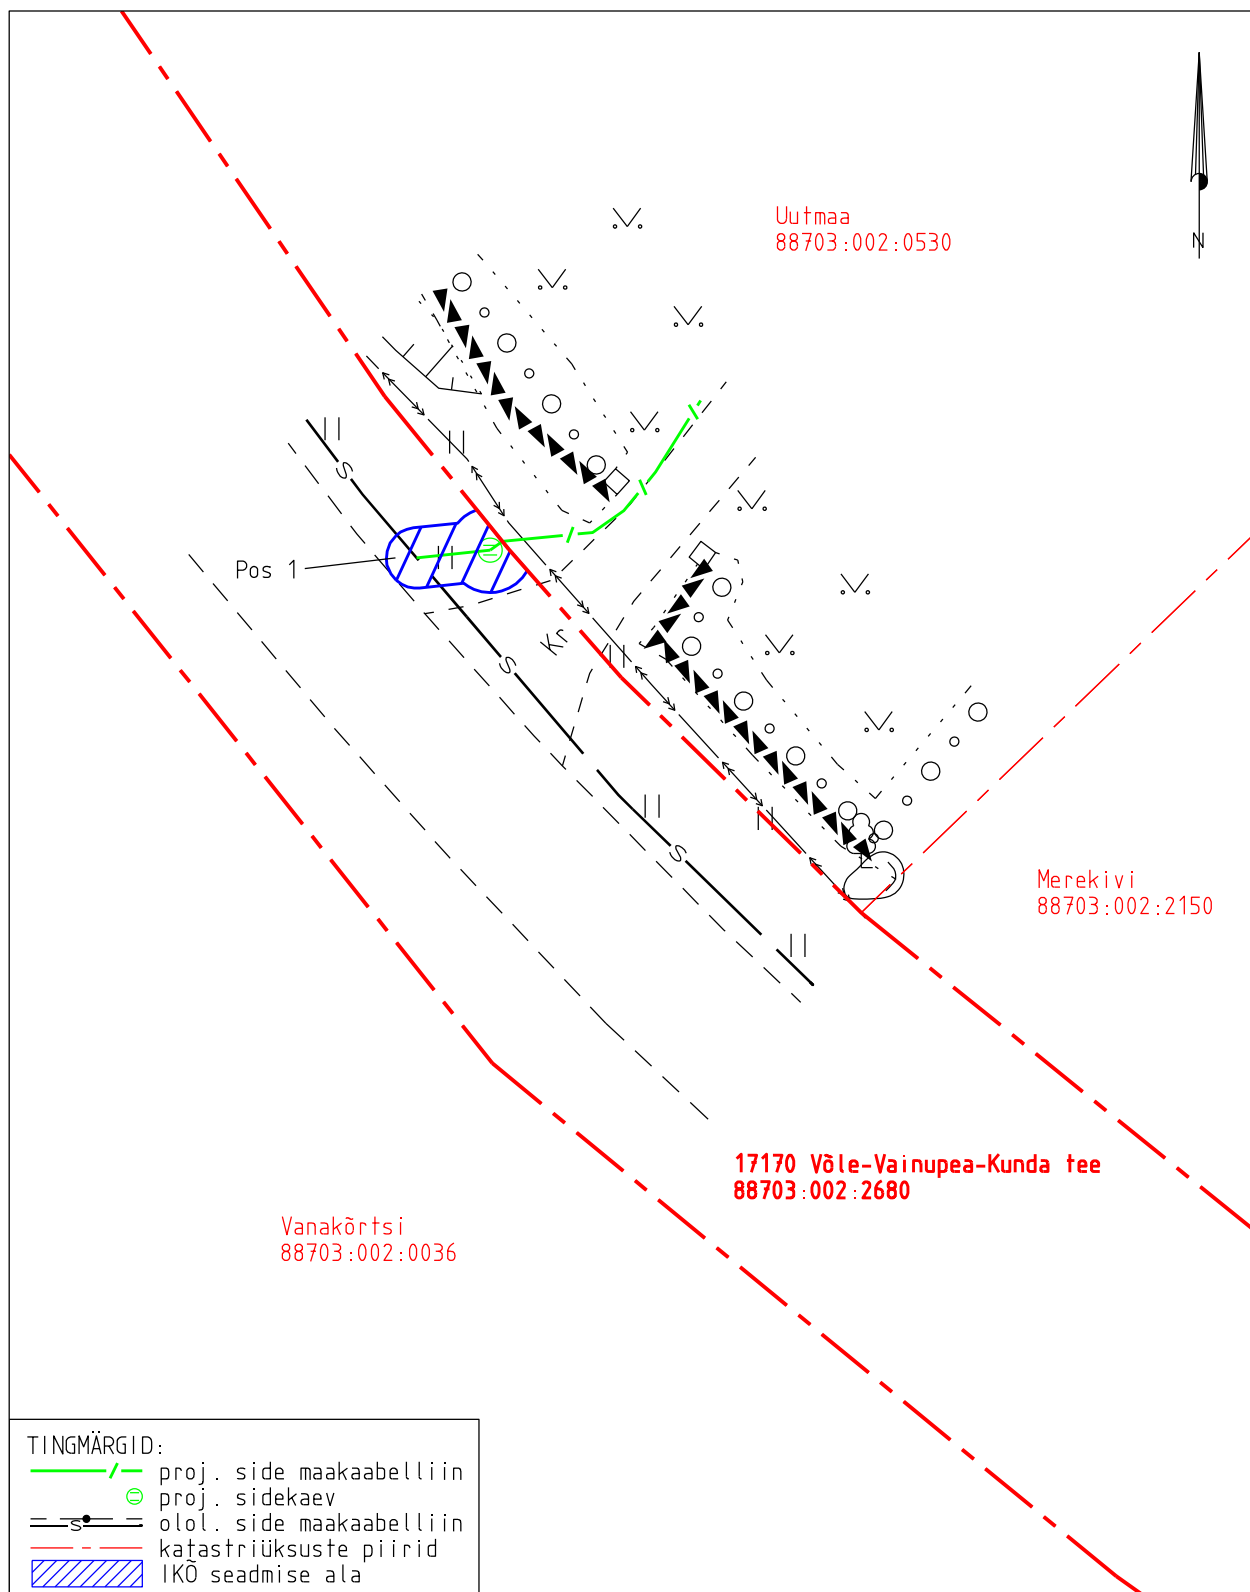 N
Uutmaa
88703:002:0530
S
Pos 1
Kr
S
S
Merekivi
88703:002:2150
17170 Võle-Vainupea-Kunda tee
88703:002:2680
Vanakõrtsi
88703:002:0036
TINGMÄRGID:
proj. side maakaabelliin
proj. sidekaev
S olol. side maakaabelliin
katastriüksuste piirid
IKÕ seadmise ala